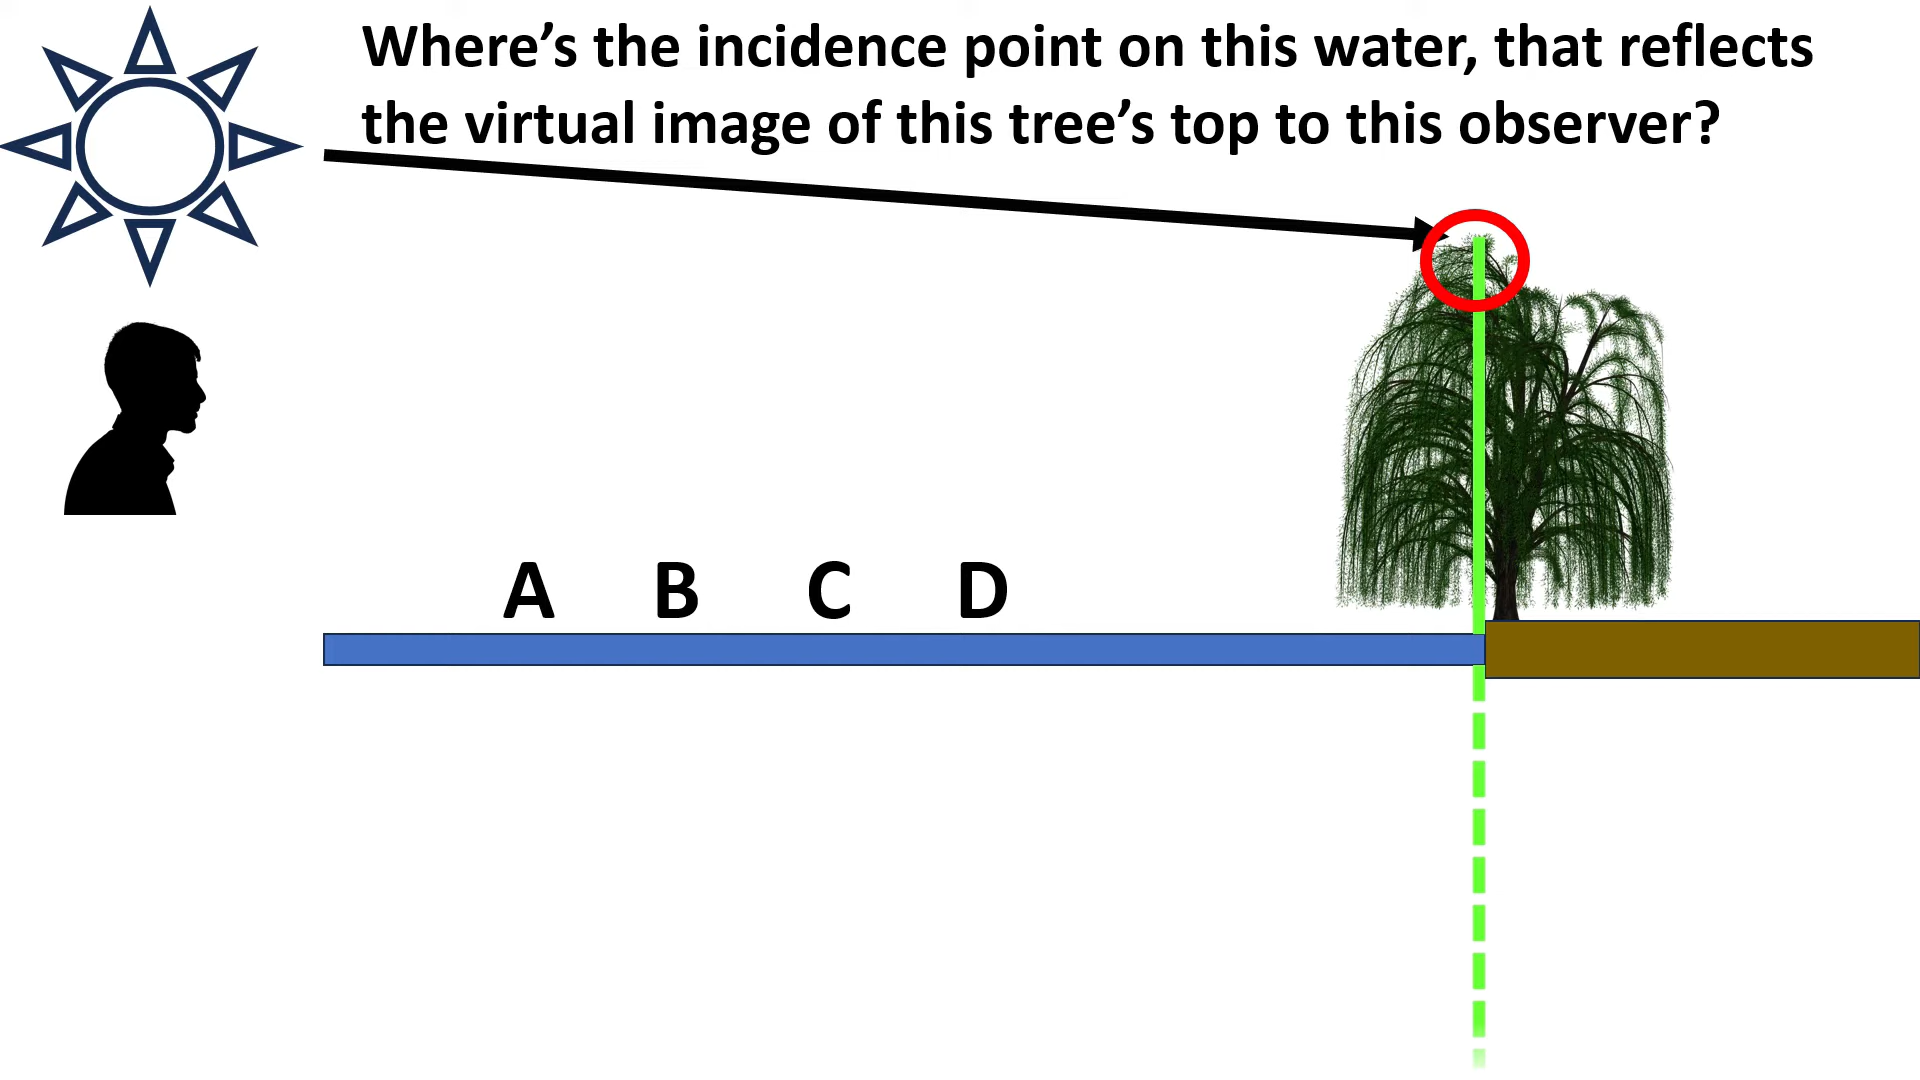 Where’s the incidence point on this water, that reflects
the virtual image of this tree’s top to this observer?
A B C D